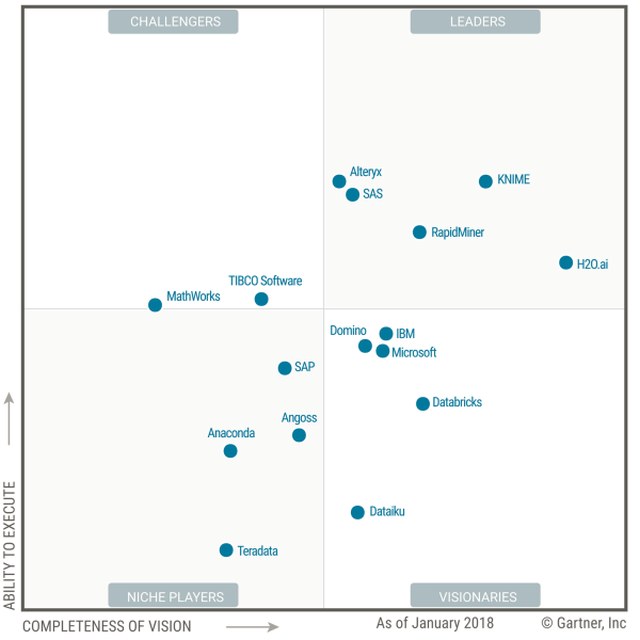 CHALLENGERS
LEADERS
Alteryx
KNIME
SAS
RapidMiner
H2O.ai
TIBCO Software
MathWorks
Domino
IBM
Microsoft
SAP
Databricks
Angoss
Anaconda
Dataiku
Teradata
NICHE PLAYERS
VISIONARIES
ABILITY TO EXECUTE
COMPLETENESS OF VISION
As of January 2018
© Gartner, Inc